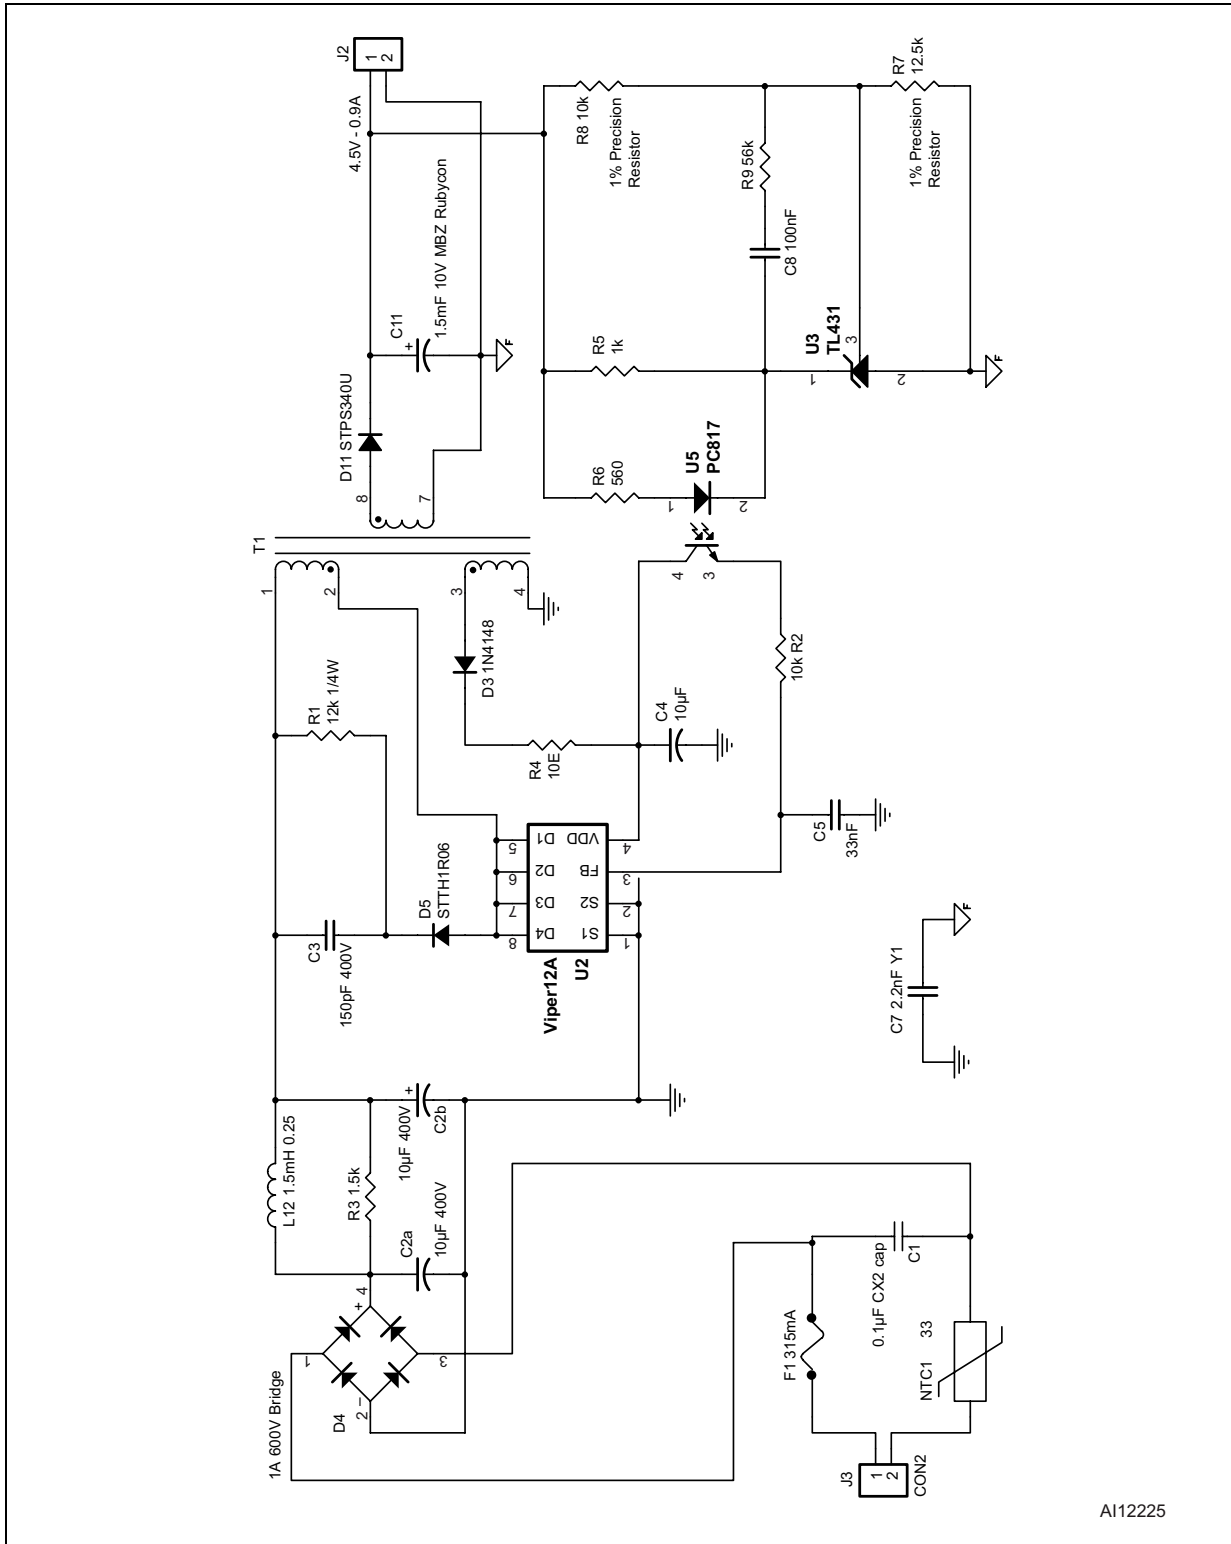 J2
1
2
4.5V - 0.9A
R8 10k
1% Precision
Resistor
R7
12.5k
1% Precision
Resistor
C11
+
1.5mF 10V MBZ Rubycon
F
R9 56k
C8 100nF
R5
1k
U3
TL431
1
3
2
F
D11 STPS340U
8
7
R6
560
U5
PC817
1
2
4
3
T1
1
2
3
4
D3 1N4148
R1
12k 1/4W
R4
10E
C4
10µF
10k R2
C5
33nF
C3
150pF 400V
D5
STTH1R06
5
6
7
8
D1
D2
D3
D4
VDD
FB
S2
S1
4
3
2
1
Viper12A
U2
C7 2.2nF Y1
F
L12 1.5mH 0.25
R3 1.5k
10µF 400V
+
C2b
C2a
10µF 400V
1A 600V Bridge
D4
1
2
3
4
+
–
F1 315mA
0.1µF CX2 cap
C1
NTC1
33
J3
1
2
CON2
AI12225